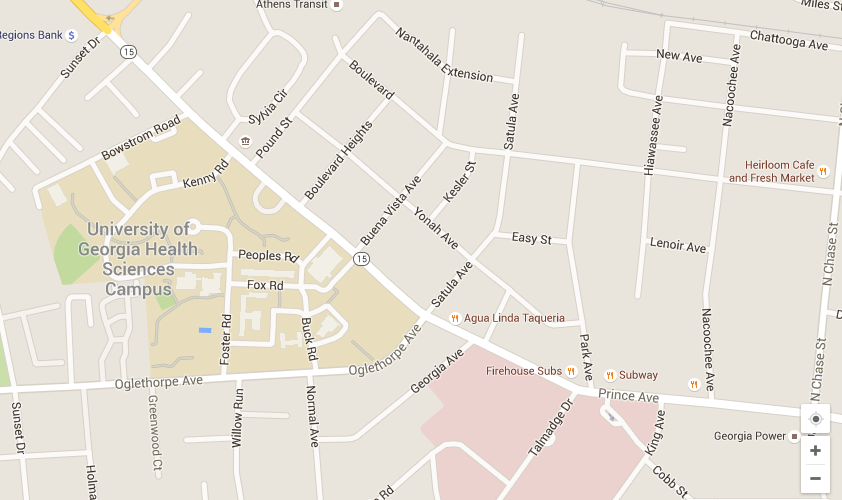 Athens Transit
Miles St
Regions Bank
$
Sunset Dr
15
Nantahala Extension
Chattooga Ave
New Ave
Boulevard
Sylvia Cir
Pound St
Bowstrom Road
Satula Ave
Hiawassee Ave
Nacoochee Ave
Kenny Rd
Boulevard Heights
Kesler St
Heirloom Cafe
and Fresh Market
Buena Vista Ave
Yonah Ave
University of
Georgia Health
Sciences
Campus
Peoples Rd
Easy St
Lenoir Ave
N Chase St
15
Fox Rd
Satula Ave
Agua Linda Taqueria
Foster Rd
Buck Rd
Oglethorpe Ave
Georgia Ave
Park Ave
Nacoochee Ave
N Chase St
Firehouse Subs
Subway
Oglethorpe Ave
Prince Ave
Sunset Dr
Greenwood Ct
Willow Run
Normal Ave
Talmadge Dr
King Ave
Georgia Power
Holma
Rd
Cobb St
+
−